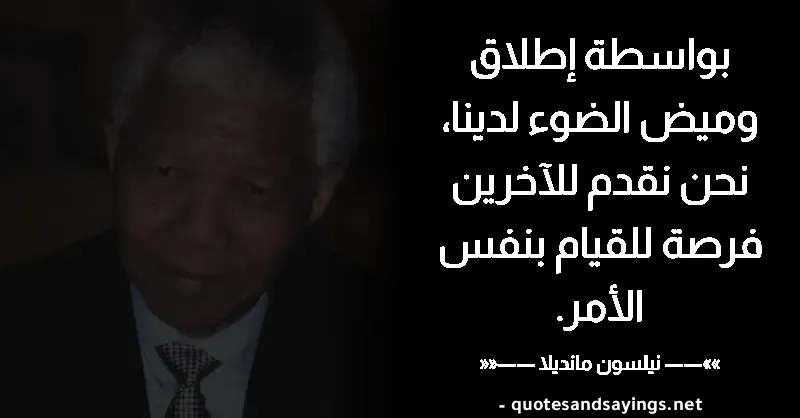 بواسطة إطلاق
وميض الضوء لدينا،
نحن نقدم للآخرين
فرصة للقيام بنفس
الأمر.
»»—— نيلسون مانديلا ——««
- quotesandsayings.net